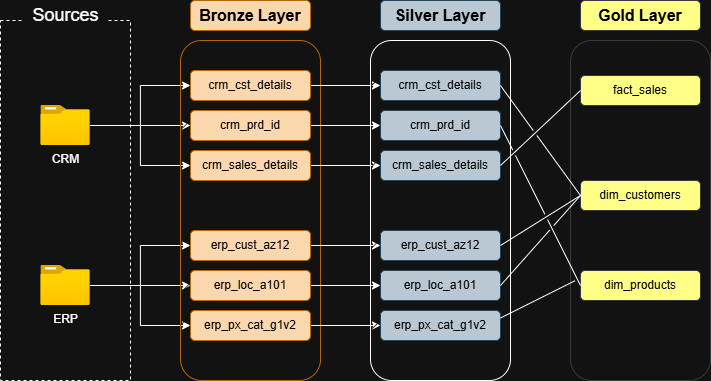 Sources
Bronze Layer
Silver Layer
Gold Layer
crm_cst_details
crm_cst_details
fact_sales
crm_prd_id
crm_prd_id
CRM
crm_sales_details
crm_sales_details
dim_customers
erp_cust_az12
erp_cust_az12
erp_loc_a101
erp_loc_a101
dim_products
ERP
erp_px_cat_g1v2
erp_px_cat_g1v2